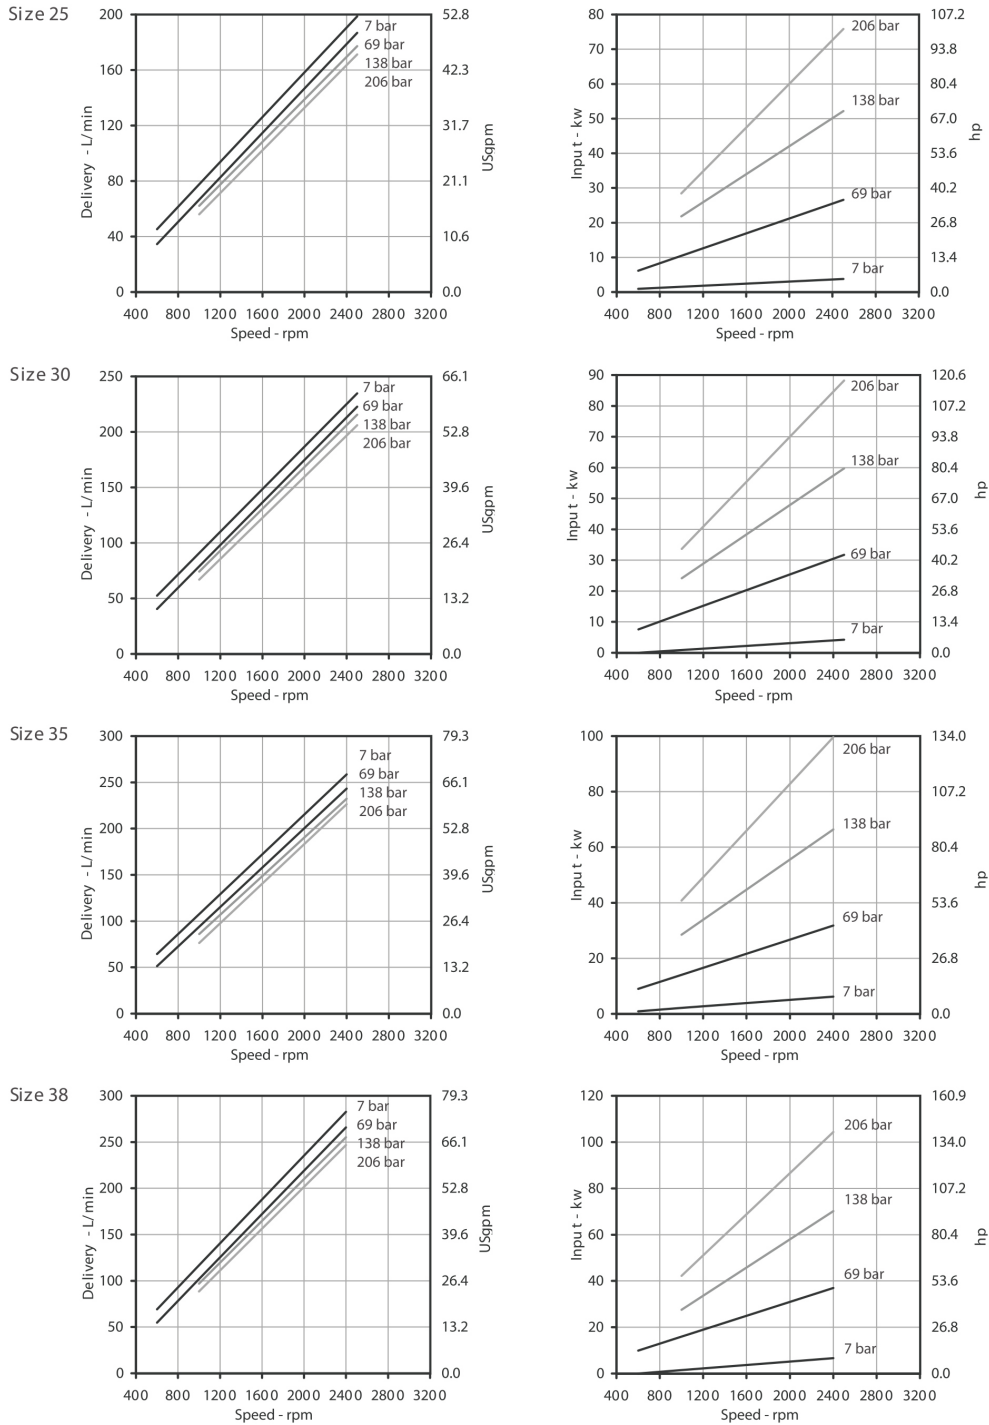 Size 25
200
160
120
80
40
0
Delivery - L/min
52.8
42.3
31.7
21.1
10.6
0.0
USgpm
7 bar
69 bar
138 bar
206 bar
400 800 1200 1600 2000 2400 2800 3200
Speed - rpm
80
70
60
50
40
30
20
10
0
Input - kw
107.2
93.8
80.4
67.0
53.6
40.2
26.8
13.4
0.0
hp
206 bar
138 bar
69 bar
7 bar
400 800 1200 1600 2000 2400 2800 3200
Speed - rpm
Size 30
250
200
150
100
50
0
Delivery - L/min
66.1
52.8
39.6
26.4
13.2
0.0
USgpm
7 bar
69 bar
138 bar
206 bar
400 800 1200 1600 2000 2400 2800 3200
Speed - rpm
90
80
70
60
50
40
30
20
10
0
Input - kw
120.6
107.2
93.8
80.4
67.0
53.6
40.2
26.8
13.4
0.0
hp
206 bar
138 bar
69 bar
7 bar
400 800 1200 1600 2000 2400 2800 3200
Speed - rpm
Size 35
300
250
200
150
100
50
0
Delivery - L/min
79.3
66.1
52.8
39.6
26.4
13.2
0.0
USgpm
7 bar
69 bar
138 bar
206 bar
400 800 1200 1600 2000 2400 2800 3200
Speed - rpm
100
80
60
40
20
0
Input - kw
134.0
107.2
80.4
53.6
26.8
0.0
hp
206 bar
138 bar
69 bar
7 bar
400 800 1200 1600 2000 2400 2800 3200
Speed - rpm
Size 38
300
250
200
150
100
50
0
Delivery - L/min
79.3
66.1
52.8
39.6
26.4
13.2
0.0
USgpm
7 bar
69 bar
138 bar
206 bar
400 800 1200 1600 2000 2400 2800 3200
Speed - rpm
120
100
80
60
40
20
0
Input - kw
160.9
134.0
107.2
80.4
53.6
26.8
0.0
hp
206 bar
138 bar
69 bar
7 bar
400 800 1200 1600 2000 2400 2800 3200
Speed - rpm